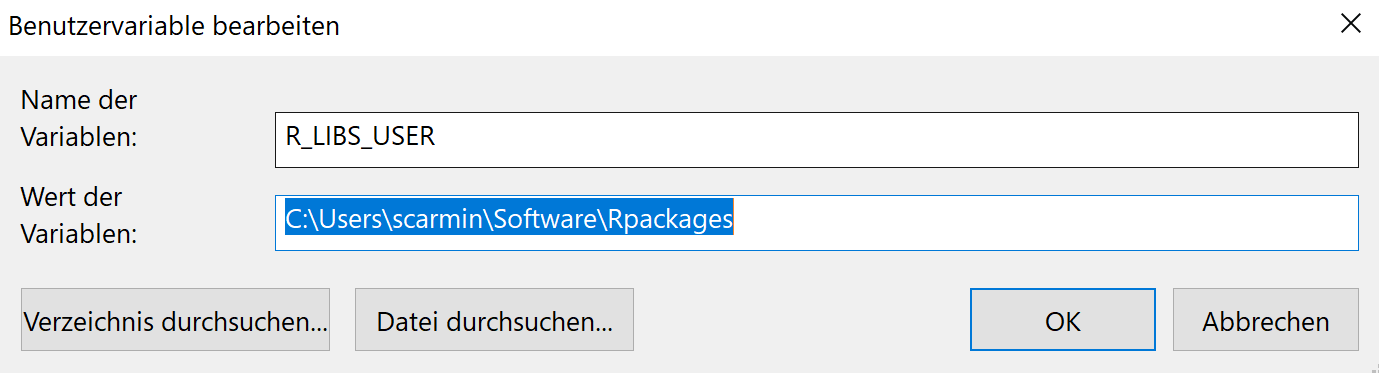 Benutzervariable bearbeiten
Name der
Variablen:
R_LIBS_USER
Wert der
Variablen:
C:\Users\scarmin\Software\Rpackages
Verzeichnis durchsuchen...
Datei durchsuchen...
OK
Abbrechen